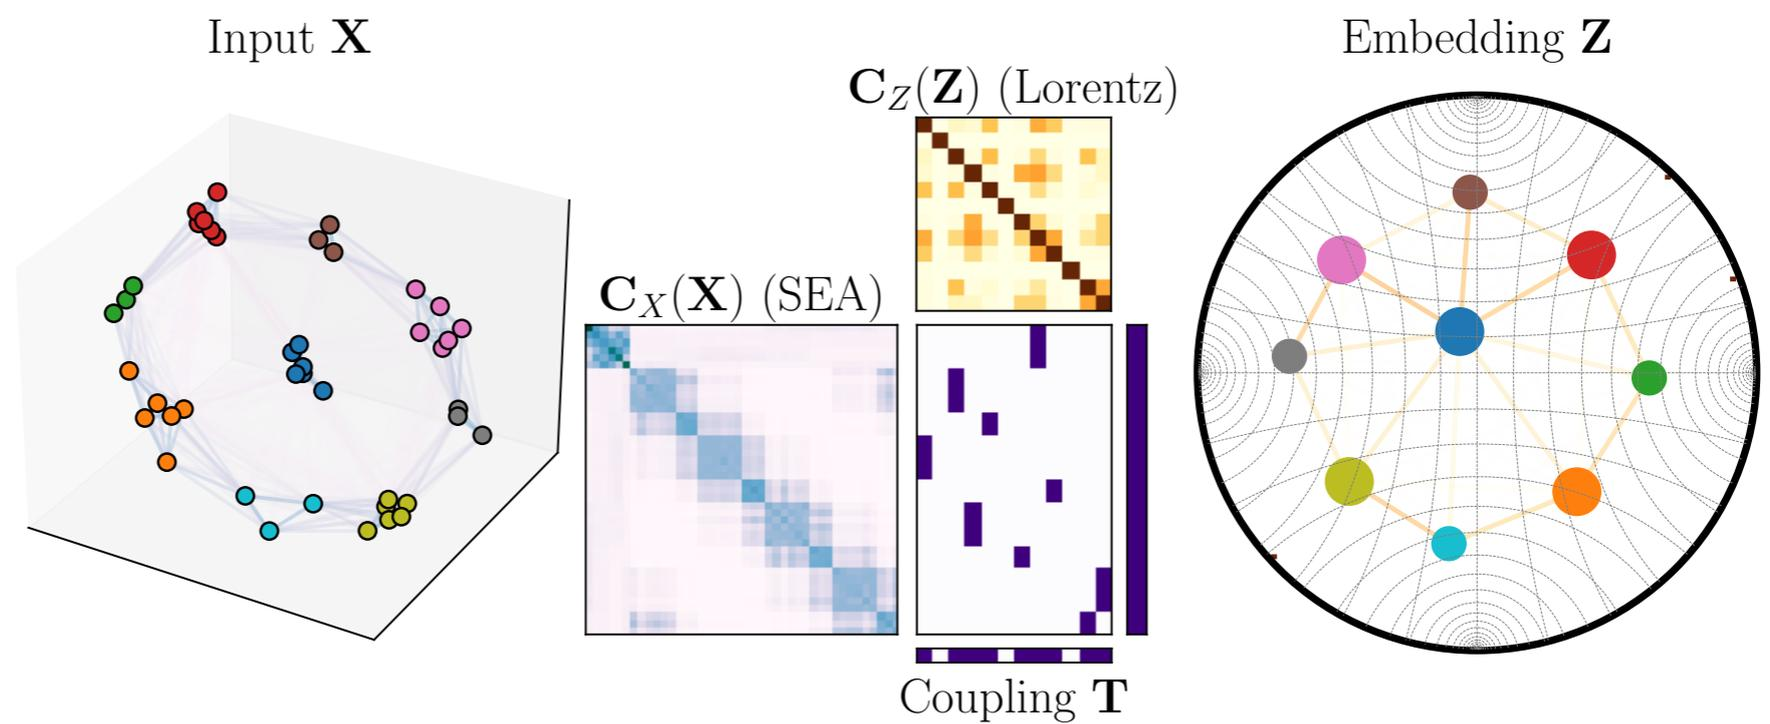 Input X
Embedding Z
C_Z(Z) (Lorentz)
C_X(X) (SEA)
Coupling T